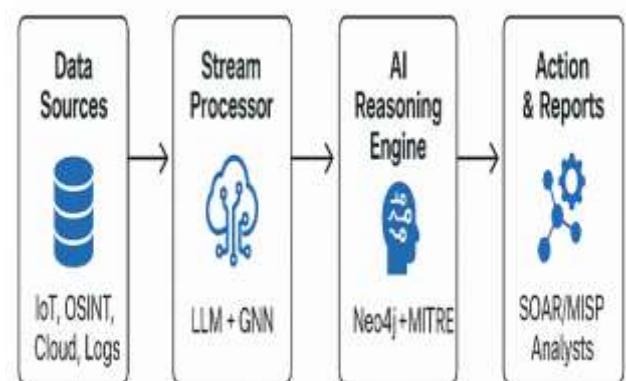 Data
Sources
IoT, OSINT,
Cloud, Logs
Stream
Processor
LLM + GNN
AI
Reasoning
Engine
Neo4j+MITRE
Action
& Reports
SOAR/MISP
Analysts